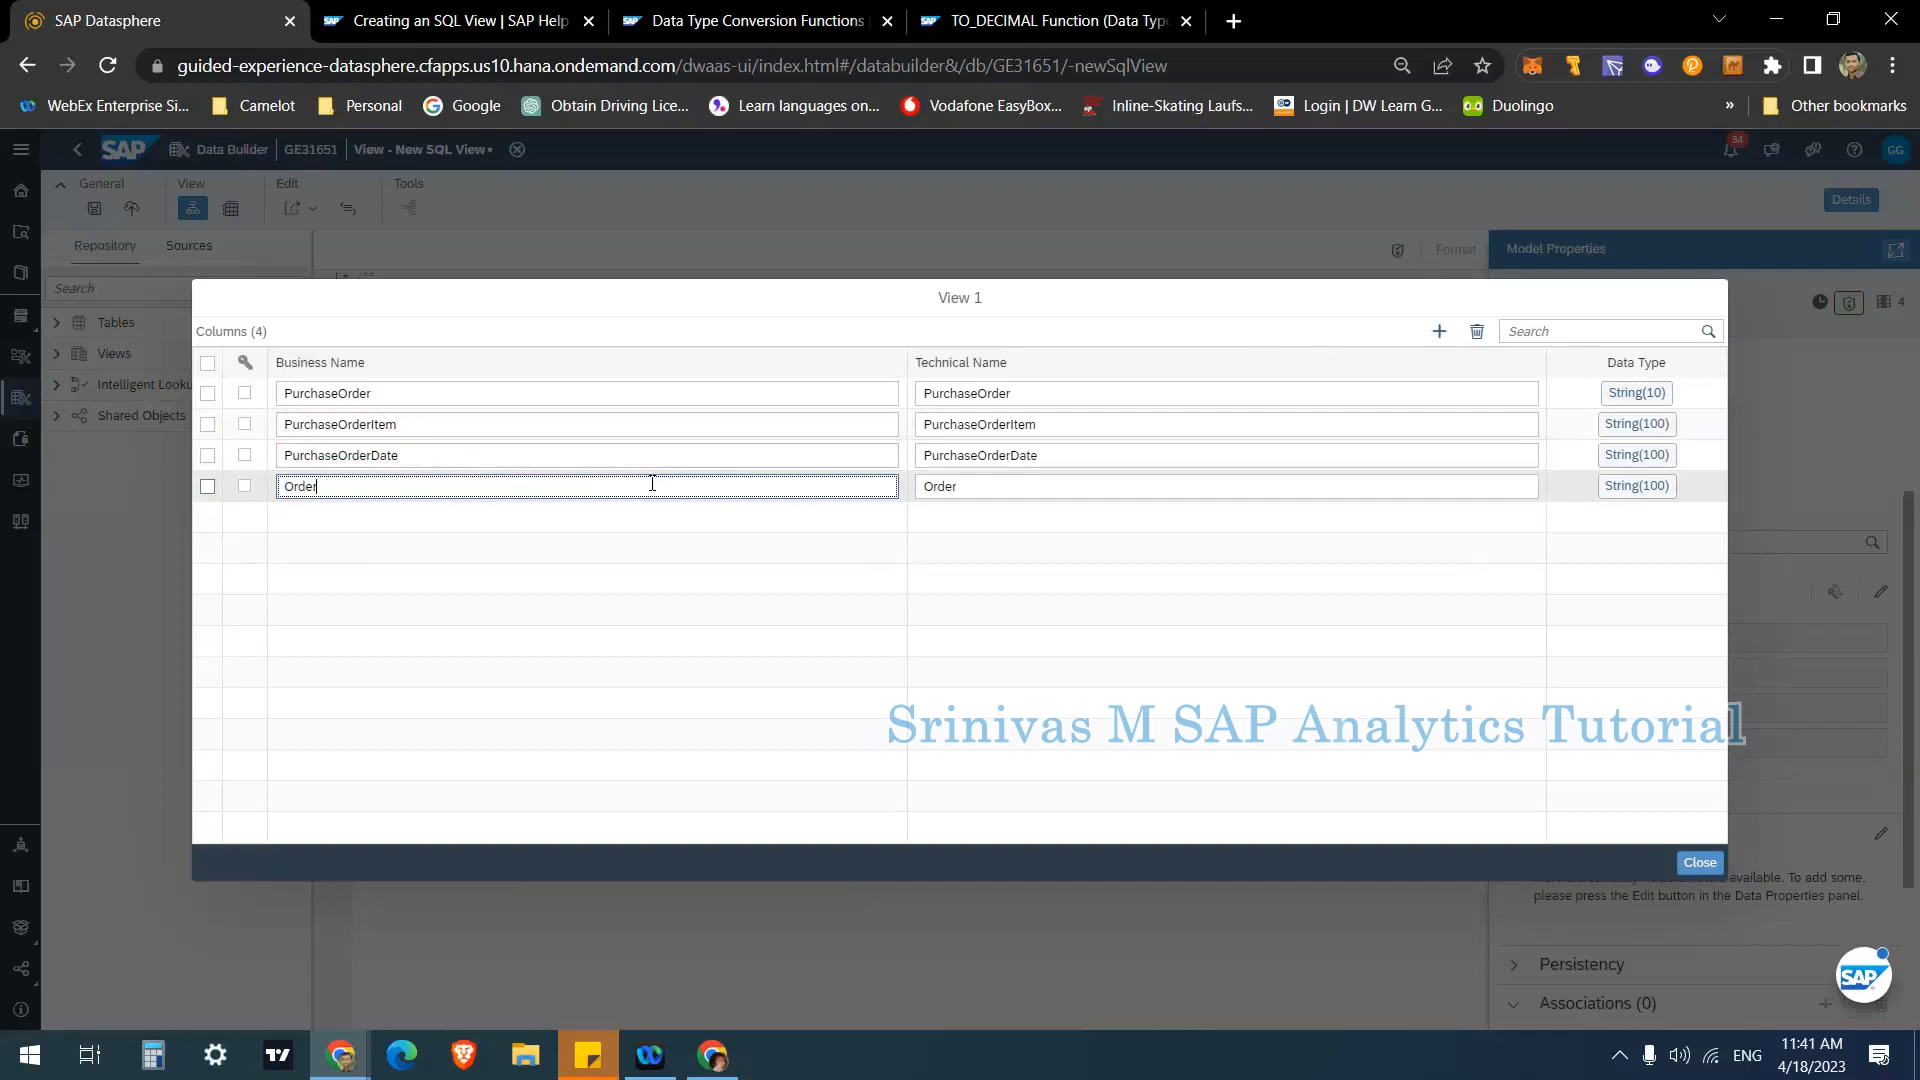 SAP Datasphere
Creating an SQL View | SAP Help
Data Type Conversion Functions
TO_DECIMAL Function (Data Type
guided-experience-datasphere.cfapps.us10.hana.ondemand.com/dwaas-ui/index.html#/databuilder&/db/GE31651/-newSqlView
WebEx Enterprise Si...
Camelot
Personal
Google
Obtain Driving Lice...
Learn languages on...
Vodafone EasyBox...
Inline-Skating Laufs...
Login | DW Learn G...
Duolingo
»
Other bookmarks
SAP
Data Builder
GE31651
View - New SQL View*
34
GG
General
View
Edit
Tools
Details
Repository
Sources
Format
Model Properties
Search
4
Tables
Views
Intelligent Looku
Shared Objects
View 1
Columns (4)
Search
Business Name
Technical Name
Data Type
PurchaseOrder
PurchaseOrder
String(10)
PurchaseOrderItem
PurchaseOrderItem
String(100)
PurchaseOrderDate
PurchaseOrderDate
String(100)
Order
Order
String(100)
Srinivas M SAP Analytics Tutorial
Close
available. To add some,
please press the Edit button in the Data Properties panel.
Persistency
Associations (0)
SAP
ENG
11:41 AM
4/18/2023